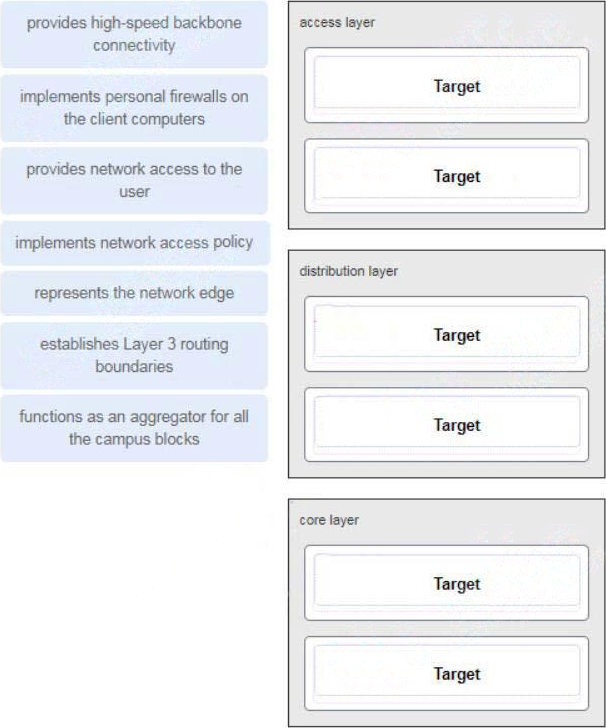 provides high-speed backbone
connectivity
implements personal firewalls on
the client computers
provides network access to the
user
implements network access policy
represents the network edge
establishes Layer 3 routing
boundaries
functions as an aggregator for all
the campus blocks
access layer
Target
Target
distribution layer
Target
Target
core layer
Target
Target